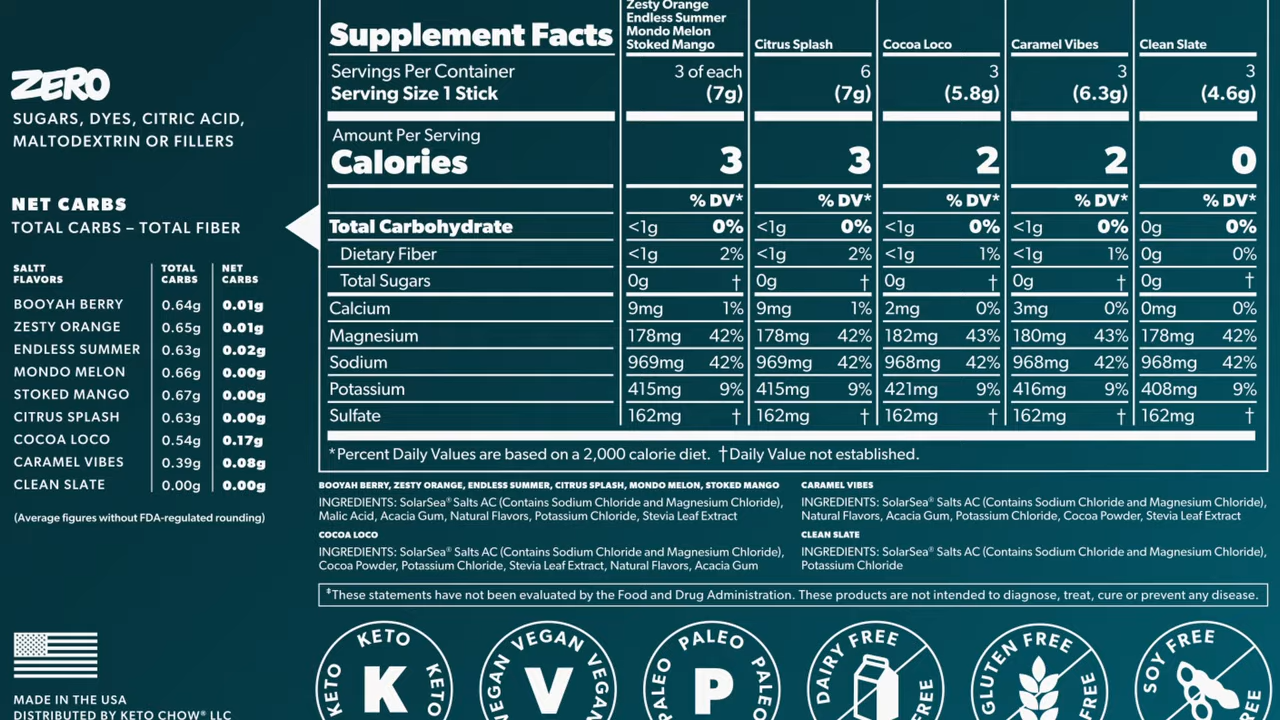 ZERO
SUGARS, DYES, CITRIC ACID,
MALTODEXTRIN OR FILLERS
NET CARBS
TOTAL CARBS – TOTAL FIBER
SALTT FLAVORS TOTAL CARBS NET CARBS
BOOYAH BERRY 0.64g 0.01g
ZESTY ORANGE 0.65g 0.01g
ENDLESS SUMMER 0.63g 0.02g
MONDO MELON 0.66g 0.00g
STOKED MANGO 0.67g 0.00g
CITRUS SPLASH 0.63g 0.00g
COCOA LOCO 0.54g 0.17g
CARAMEL VIBES 0.39g 0.08g
CLEAN SLATE 0.00g 0.00g
(Average figures without FDA-regulated rounding)
MADE IN THE USA
DISTRIBUTED BY KETO CHOW® LLC
Zesty Orange
Endless Summer
Mondo Melon
Supplement Facts Stoked Mango Citrus Splash Cocoa Loco Caramel Vibes Clean Slate
Servings Per Container 3 of each 6 3 3 3
Serving Size 1 Stick (7g) (7g) (5.8g) (6.3g) (4.6g)
Amount Per Serving
Calories 3 3 2 2 0
% DV* % DV* % DV* % DV* % DV*
Total Carbohydrate <1g 0% <1g 0% <1g 0% <1g 0% 0g 0%
Dietary Fiber <1g 2% <1g 2% <1g 1% <1g 1% 0g 0%
Total Sugars 0g † 0g † 0g † 0g † 0g †
Calcium 9mg 1% 9mg 1% 2mg 0% 3mg 0% 0mg 0%
Magnesium 178mg 42% 178mg 42% 182mg 43% 180mg 43% 178mg 42%
Sodium 969mg 42% 969mg 42% 968mg 42% 968mg 42% 968mg 42%
Potassium 415mg 9% 415mg 9% 421mg 9% 416mg 9% 408mg 9%
Sulfate 162mg † 162mg † 162mg † 162mg † 162mg †
*Percent Daily Values are based on a 2,000 calorie diet. †Daily Value not established.
BOOYAH BERRY, ZESTY ORANGE, ENDLESS SUMMER, CITRUS SPLASH, MONDO MELON, STOKED MANGO
INGREDIENTS: SolarSea® Salts AC (Contains Sodium Chloride and Magnesium Chloride),
Malic Acid, Acacia Gum, Natural Flavors, Potassium Chloride, Stevia Leaf Extract
COCOA LOCO
INGREDIENTS: SolarSea® Salts AC (Contains Sodium Chloride and Magnesium Chloride),
Cocoa Powder, Potassium Chloride, Stevia Leaf Extract, Natural Flavors, Acacia Gum
CARAMEL VIBES
INGREDIENTS: SolarSea® Salts AC (Contains Sodium Chloride and Magnesium Chloride),
Natural Flavors, Acacia Gum, Potassium Chloride, Cocoa Powder, Stevia Leaf Extract
CLEAN SLATE
INGREDIENTS: SolarSea® Salts AC (Contains Sodium Chloride and Magnesium Chloride),
Potassium Chloride
‡These statements have not been evaluated by the Food and Drug Administration. These products are not intended to diagnose, treat, cure or prevent any disease.
KETO KETO KETO K
VEGAN VEGAN VEGAN V
PALEO PALEO PALEO P
DAIRY FREE FREE
GLUTEN FREE FREE
SOY FREE FREE